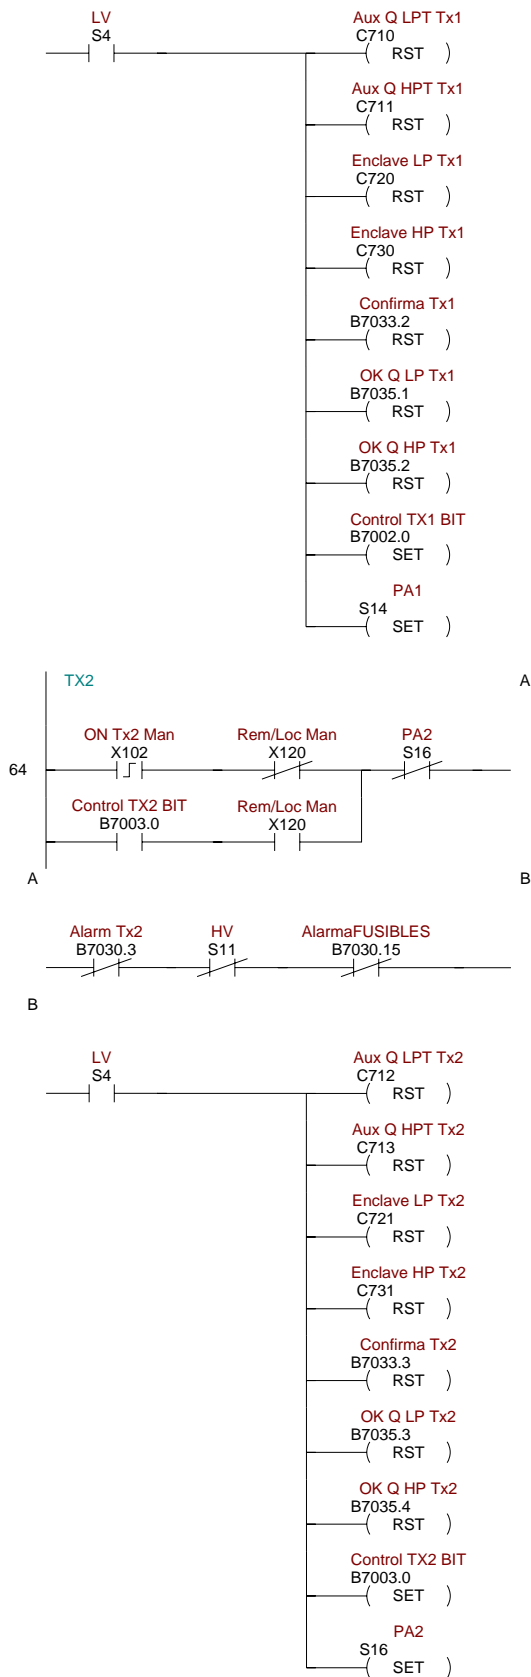 LV Aux Q LPT Tx1
S4 C710
( RST )
Aux Q HPT Tx1
C711
( RST )
Enclave LP Tx1
C720
( RST )
Enclave HP Tx1
C730
( RST )
Confirma Tx1
B7033.2
( RST )
OK Q LP Tx1
B7035.1
( RST )
OK Q HP Tx1
B7035.2
( RST )
Control TX1 BIT
B7002.0
( SET )
PA1
S14
( SET )
TX2 A
ON Tx2 Man Rem/Loc Man PA2
X102 X120 S16
64
Control TX2 BIT Rem/Loc Man
B7003.0 X120
A B
Alarm Tx2 HV AlarmaFUSIBLES
B7030.3 S11 B7030.15
B
LV Aux Q LPT Tx2
S4 C712
( RST )
Aux Q HPT Tx2
C713
( RST )
Enclave LP Tx2
C721
( RST )
Enclave HP Tx2
C731
( RST )
Confirma Tx2
B7033.3
( RST )
OK Q LP Tx2
B7035.3
( RST )
OK Q HP Tx2
B7035.4
( RST )
Control TX2 BIT
B7003.0
( SET )
PA2
S16
( SET )